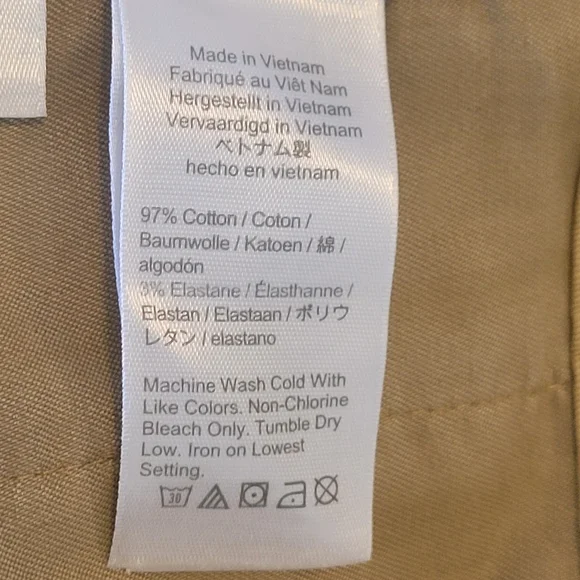 Made in Vietnam
Fabriqué au Viêt Nam
Hergestellt in Vietnam
Vervaardigd in Vietnam
ベトナム製
hecho en vietnam
97% Cotton / Coton /
Baumwolle / Katoen / 綿 /
algodón
3% Elastane / Élasthanne /
Elastan / Elastaan / ポリウ
レタン / elastano
Machine Wash Cold With
Like Colors. Non-Chlorine
Bleach Only. Tumble Dry
Low. Iron on Lowest
Setting.
30